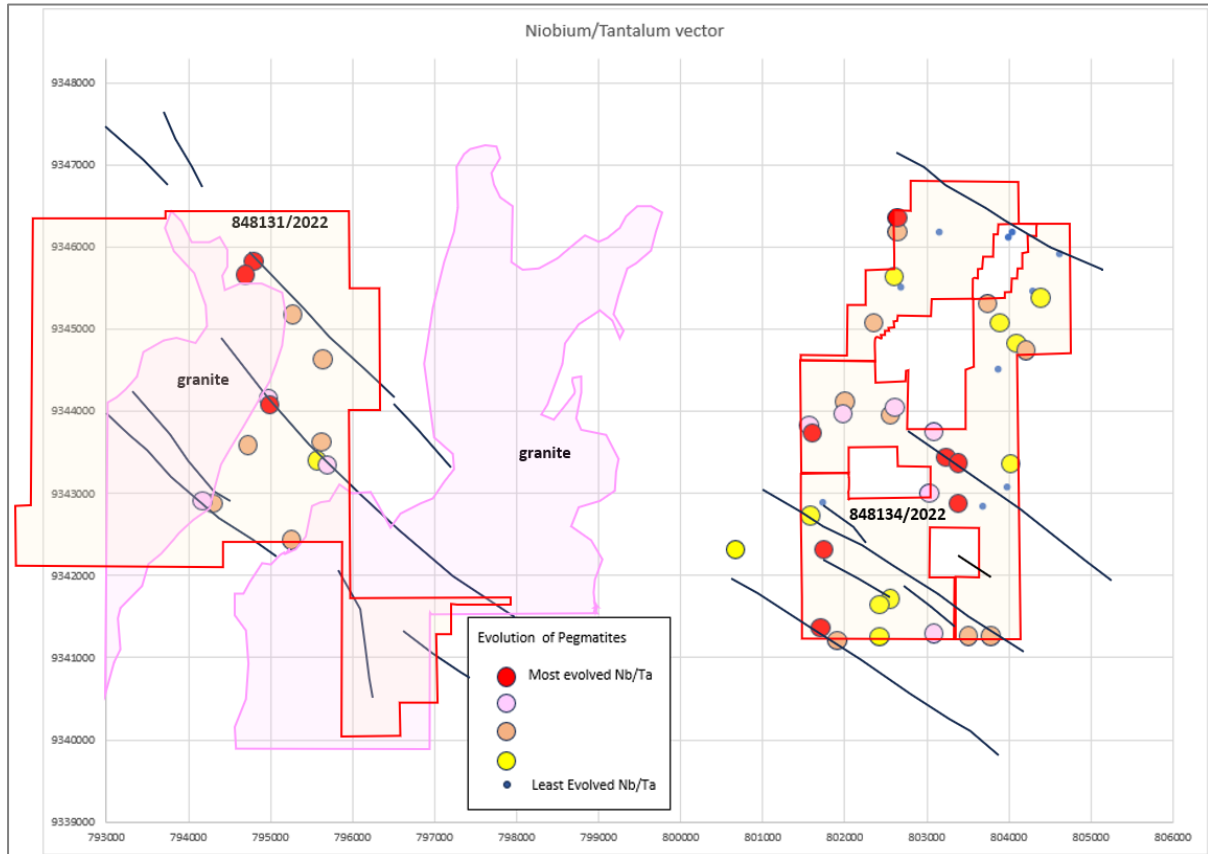 Niobium/Tantalum vector
9348000
9347000
9346000
9345000
9344000
9343000
9342000
9341000
9340000
9339000
848131/2022
granite
granite
848134/2022
Evolution of Pegmatites
Most evolved Nb/Ta
Least Evolved Nb/Ta
793000 794000 795000 796000 797000 798000 799000 800000 801000 802000 803000 804000 805000 806000